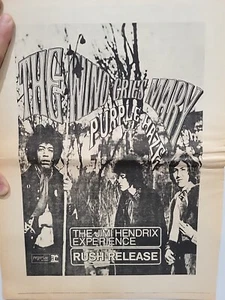 THE WIND CRIES MARY
PURPLE HAZE
THE JIMI HENDRIX
EXPERIENCE
RUSH RELEASE